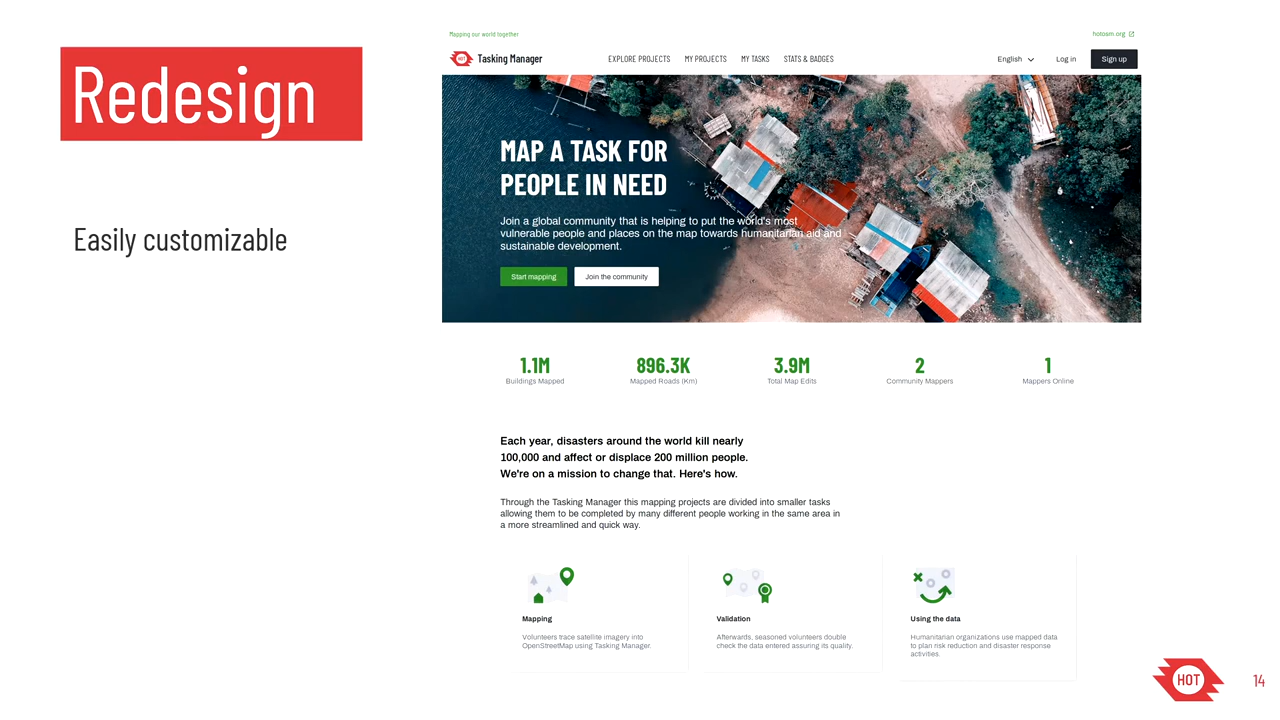 Redesign
Easily customizable
Mapping our world together
hotosm.org
HOT
Tasking Manager
EXPLORE PROJECTS
MY PROJECTS
MY TASKS
STATS & BADGES
English
Log in
Sign up
MAP A TASK FOR
PEOPLE IN NEED
Join a global community that is helping to put the world's most
vulnerable people and places on the map towards humanitarian aid and
sustainable development.
Start mapping
Join the community
1.1M
Buildings Mapped
896.3K
Mapped Roads (Km)
3.9M
Total Map Edits
2
Community Mappers
1
Mappers Online
Each year, disasters around the world kill nearly
100,000 and affect or displace 200 million people.
We're on a mission to change that. Here's how.
Through the Tasking Manager this mapping projects are divided into smaller tasks
allowing them to be completed by many different people working in the same area in
a more streamlined and quick way.
Mapping
Volunteers trace satellite imagery into
OpenStreetMap using Tasking Manager.
Validation
Afterwards, seasoned volunteers double
check the data entered assuring its quality.
Using the data
Humanitarian organizations use mapped data
to plan risk reduction and disaster response
activities.
HOT
14